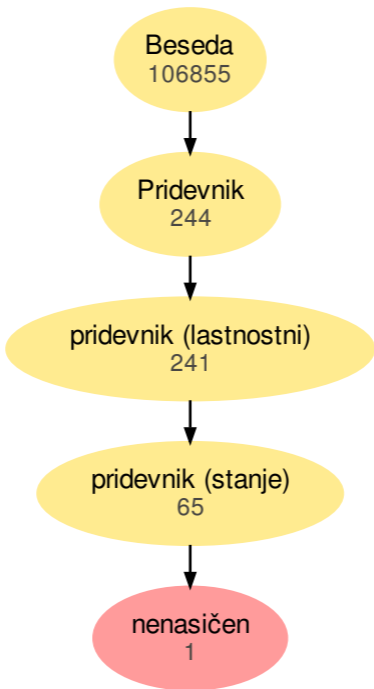 Beseda
106855
Pridevnik
244
pridevnik (lastnostni)
241
pridevnik (stanje)
65
nenasičen
1